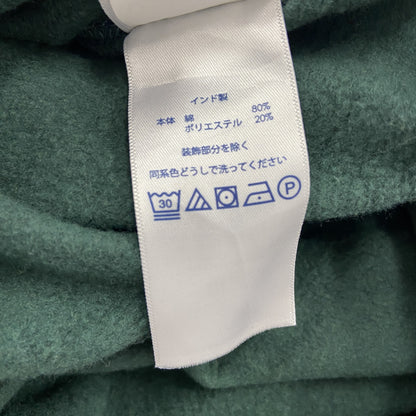 インド製
本体 綿 80%
ポリエステル 20%
装飾部分を除く
同系色どうしで洗ってください
30 P